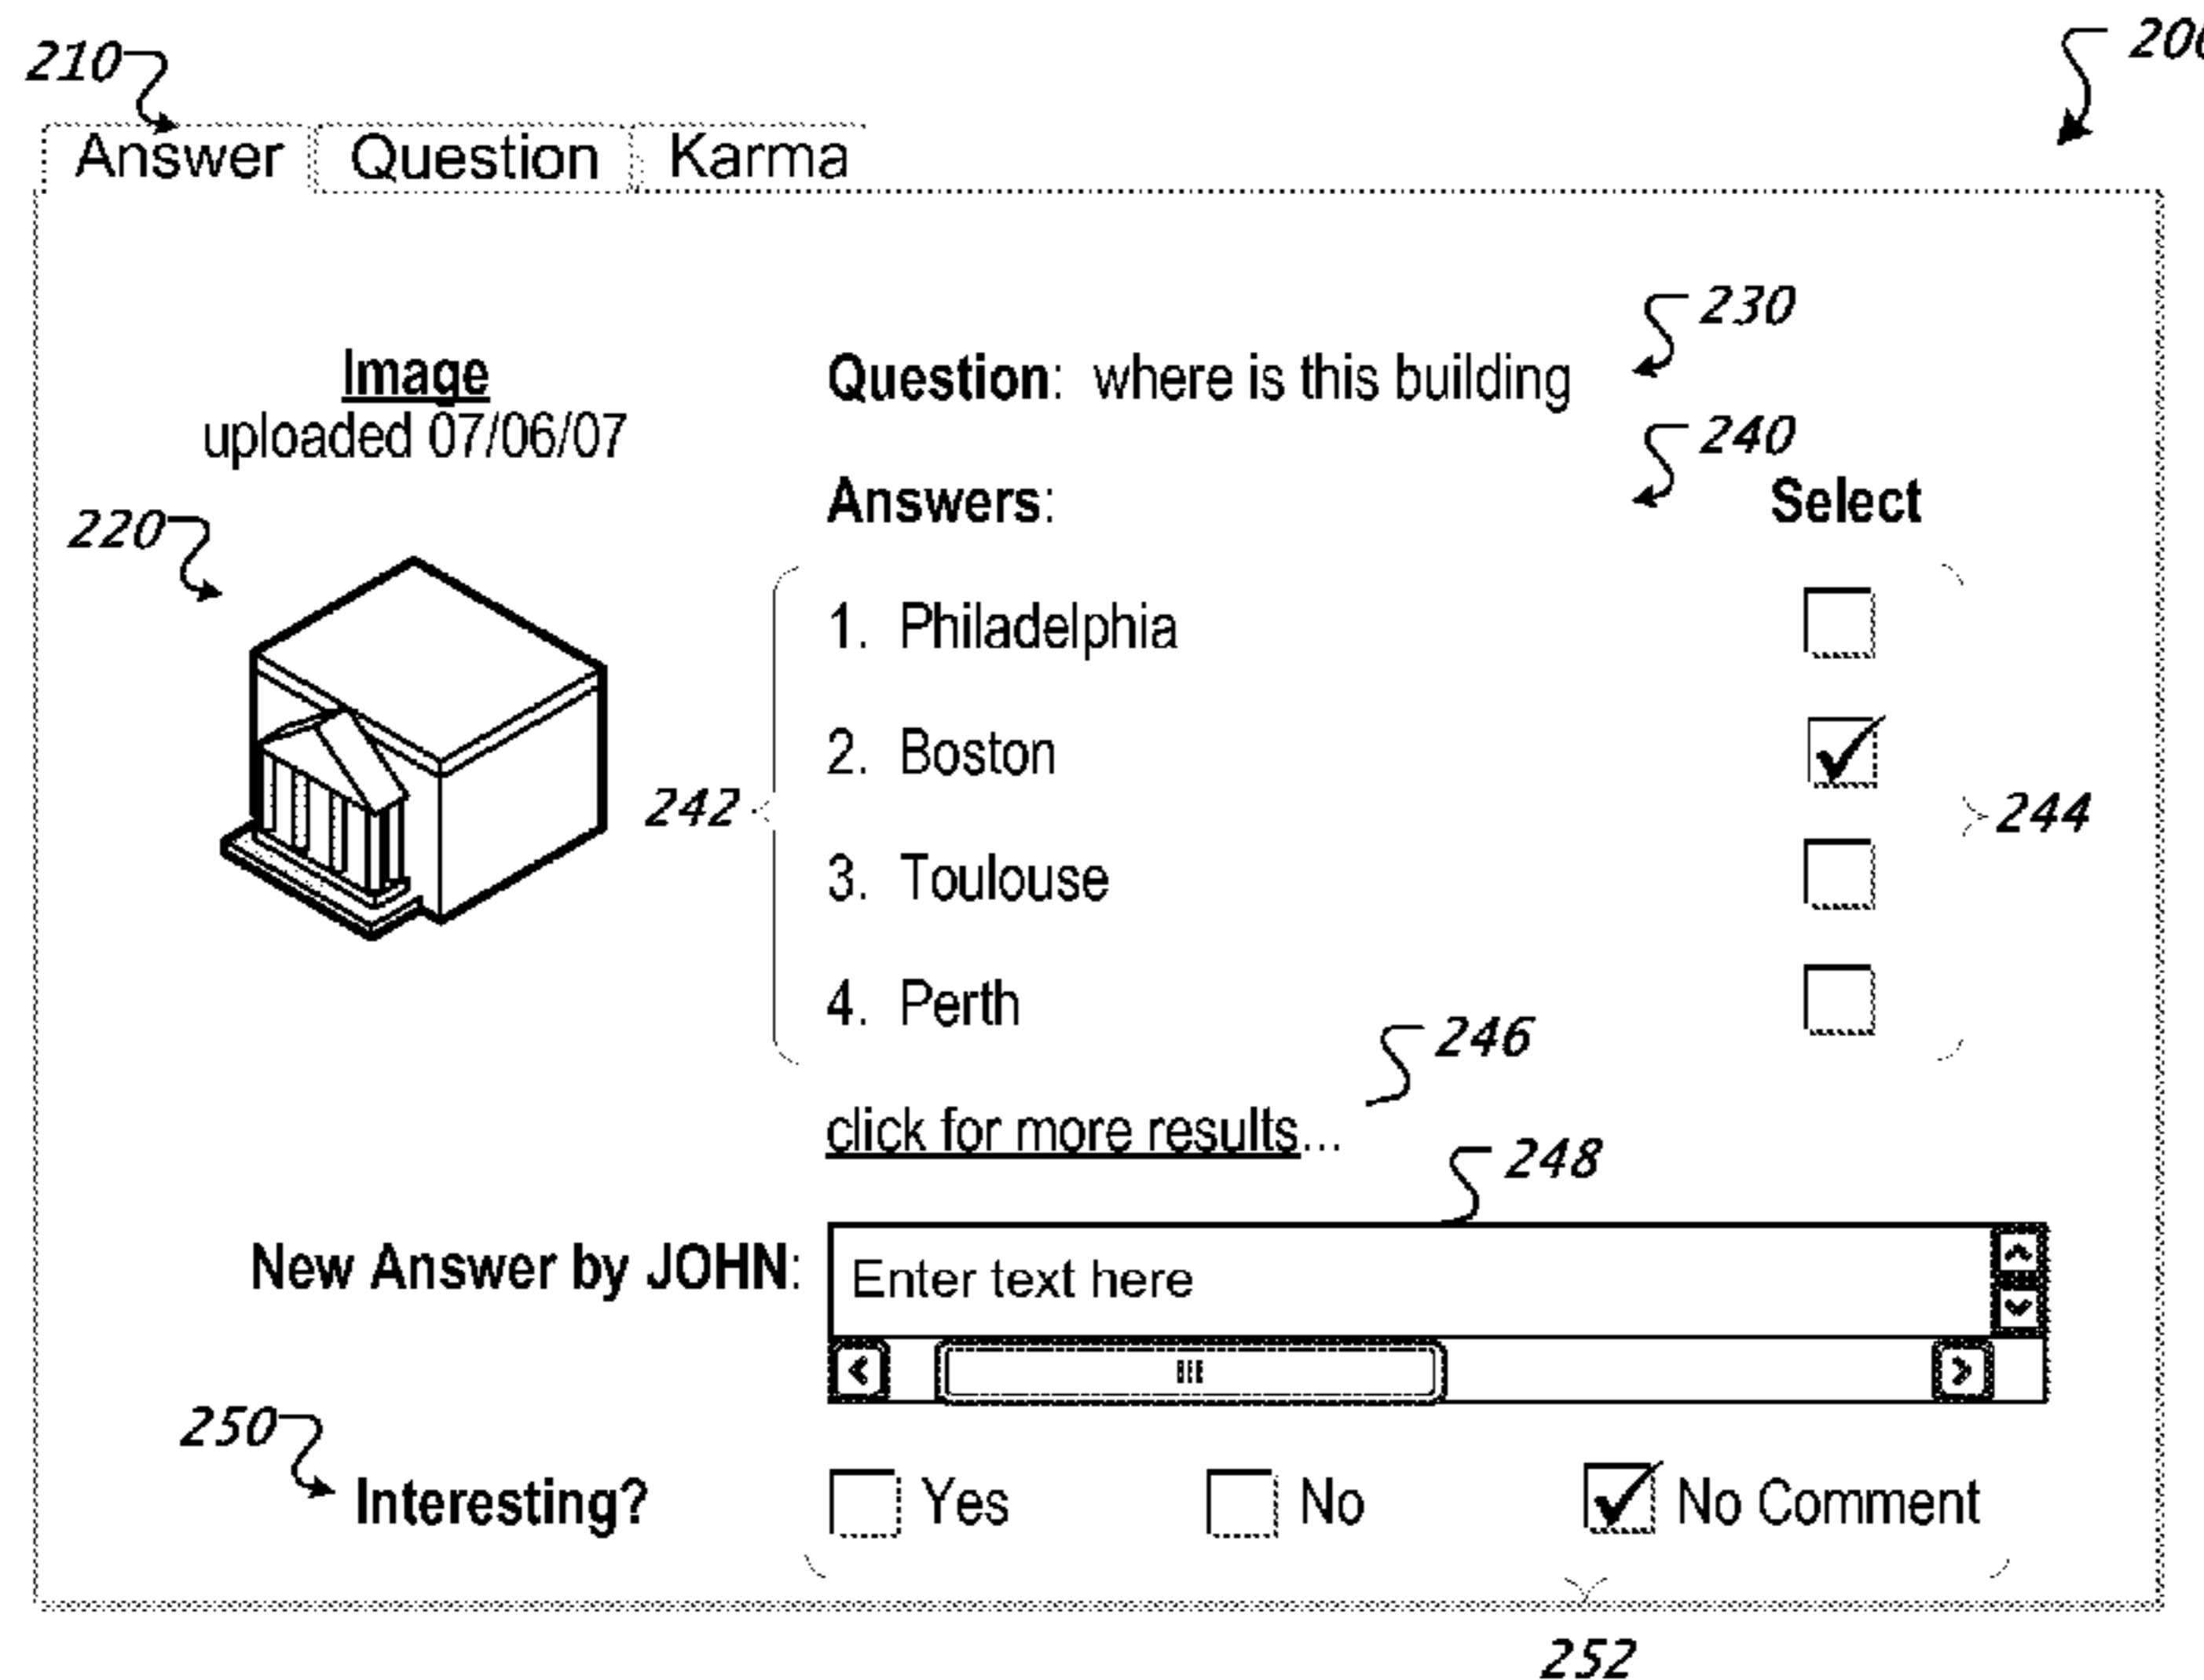 210
200
Answer Question Karma
230
Image
Question: where is this building
uploaded 07/06/07
240
Answers:
Select
220
1. Philadelphia
2. Boston
242
244
3. Toulouse
4. Perth
246
click for more results...
248
New Answer by JOHN:
Enter text here
250
Interesting? Yes No No Comment
252